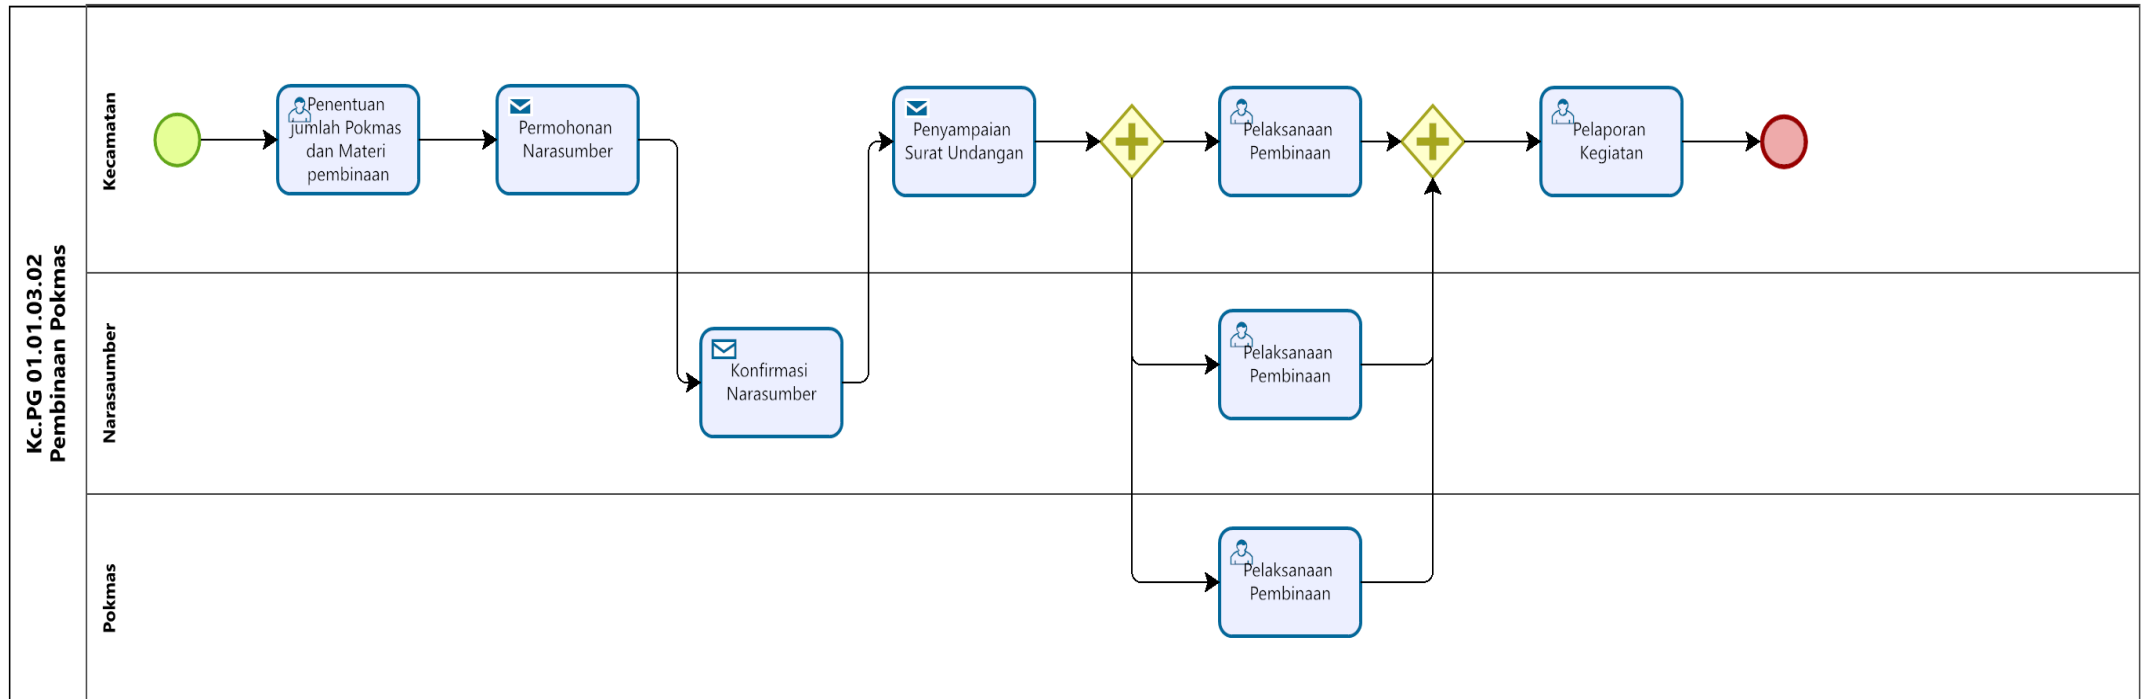 Kc.PG 01.01.03.02
Pembinaan Pokmas
Kecamatan
Penentuan
jumlah Pokmas
dan Materi
pembinaan
Permohonan
Narasumber
Penyampaian
Surat Undangan
Pelaksanaan
Pembinaan
Pelaporan
Kegiatan
Narasaumber
Konfirmasi
Narasumber
Pelaksanaan
Pembinaan
Pokmas
Pelaksanaan
Pembinaan